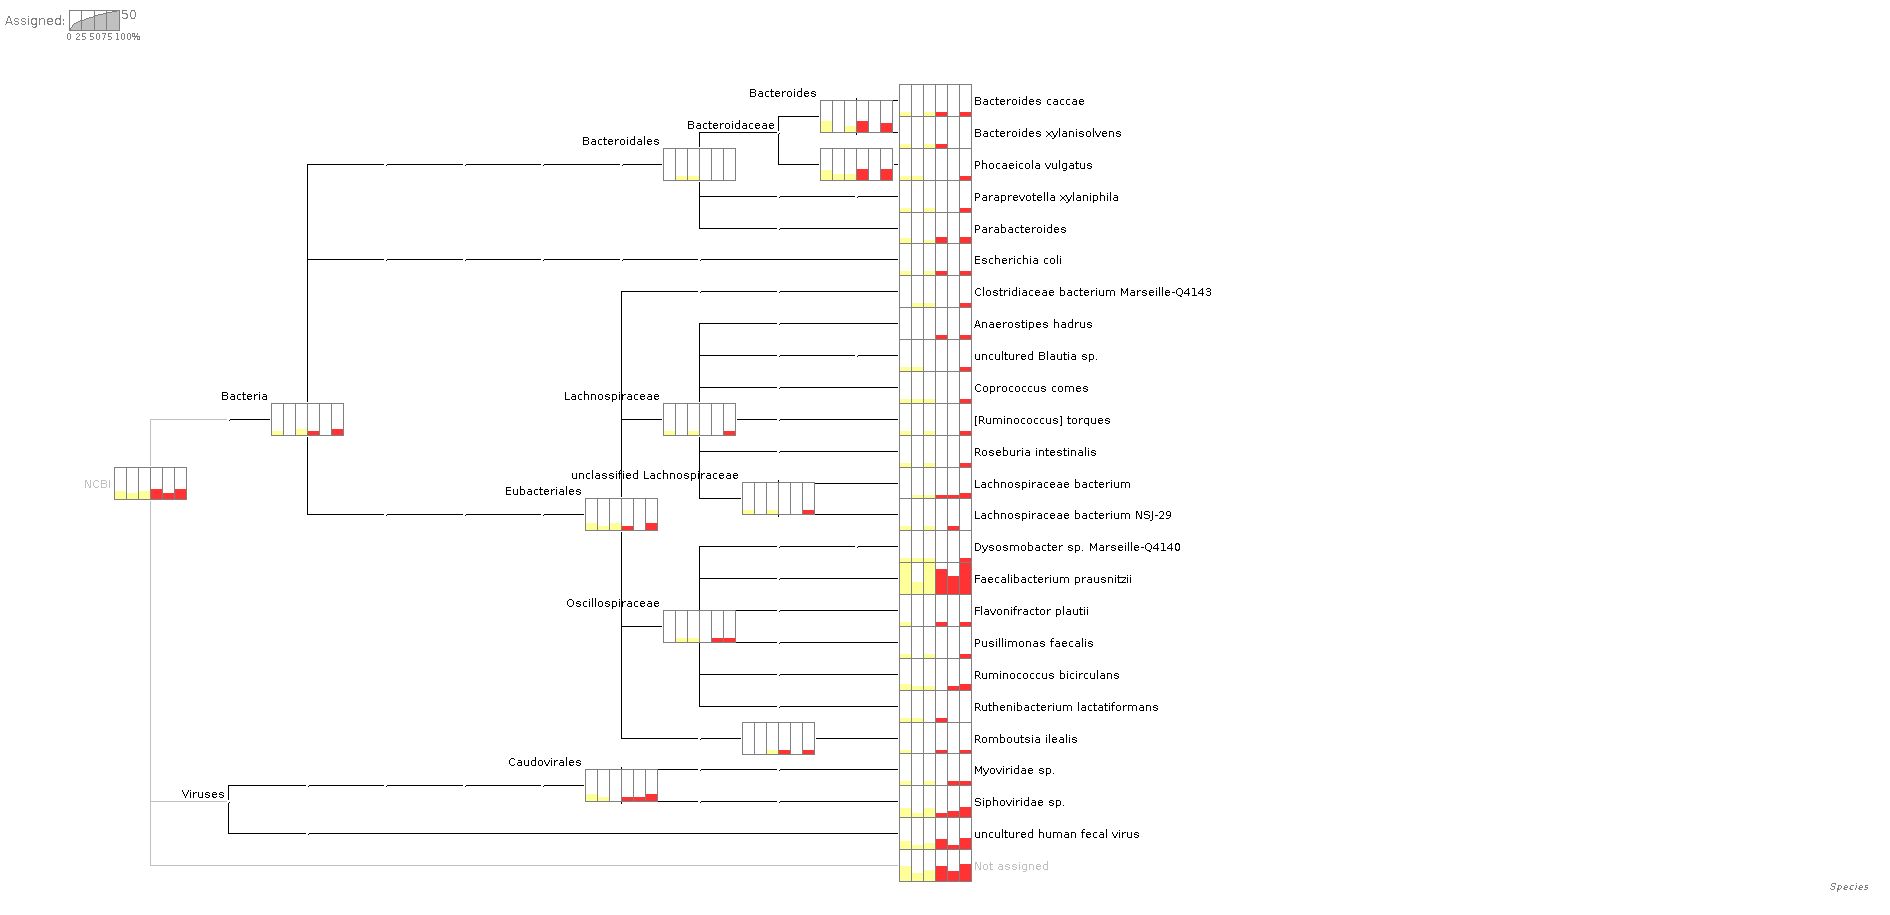 Assigned: 50
0 25 5075 100%
Bacteroides
Bacteroides caccae
Bacteroidaceae
Bacteroides xylanisolvens
Bacteroidales
Phocaeicola vulgatus
Paraprevotella xylaniphila
Parabacteroides
Escherichia coli
Clostridiaceae bacterium Marseille-Q4143
Anaerostipes hadrus
uncultured Blautia sp.
Coprococcus comes
Bacteria
Lachnospiraceae
[Ruminococcus] torques
Roseburia intestinalis
unclassified Lachnospiraceae
NCBI
Lachnospiraceae bacterium
Eubacteriales
Lachnospiraceae bacterium NSJ-29
Dysosmobacter sp. Marseille-Q4140
Faecalibacterium prausnitzii
Oscillospiraceae
Flavonifractor plautii
Pusillimonas faecalis
Ruminococcus bicirculans
Ruthenibacterium lactatiformans
Romboutsia ilealis
Caudovirales
Myoviridae sp.
Viruses
Siphoviridae sp.
uncultured human fecal virus
Not assigned
Species